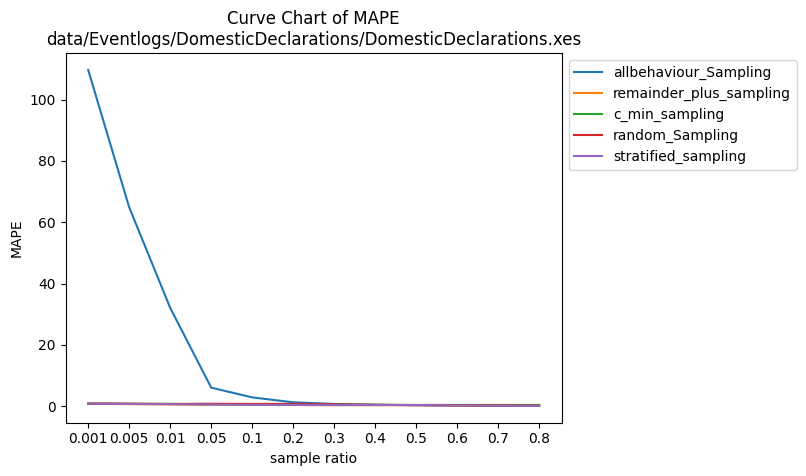 Curve Chart of MAPE
data/Eventlogs/DomesticDeclarations/DomesticDeclarations.xes
allbehaviour_Sampling
remainder_plus_sampling
c_min_sampling
random_Sampling
stratified_sampling
MAPE
100
80
60
40
20
0
0.001 0.005 0.01 0.05 0.1 0.2 0.3 0.4 0.5 0.6 0.7 0.8
sample ratio